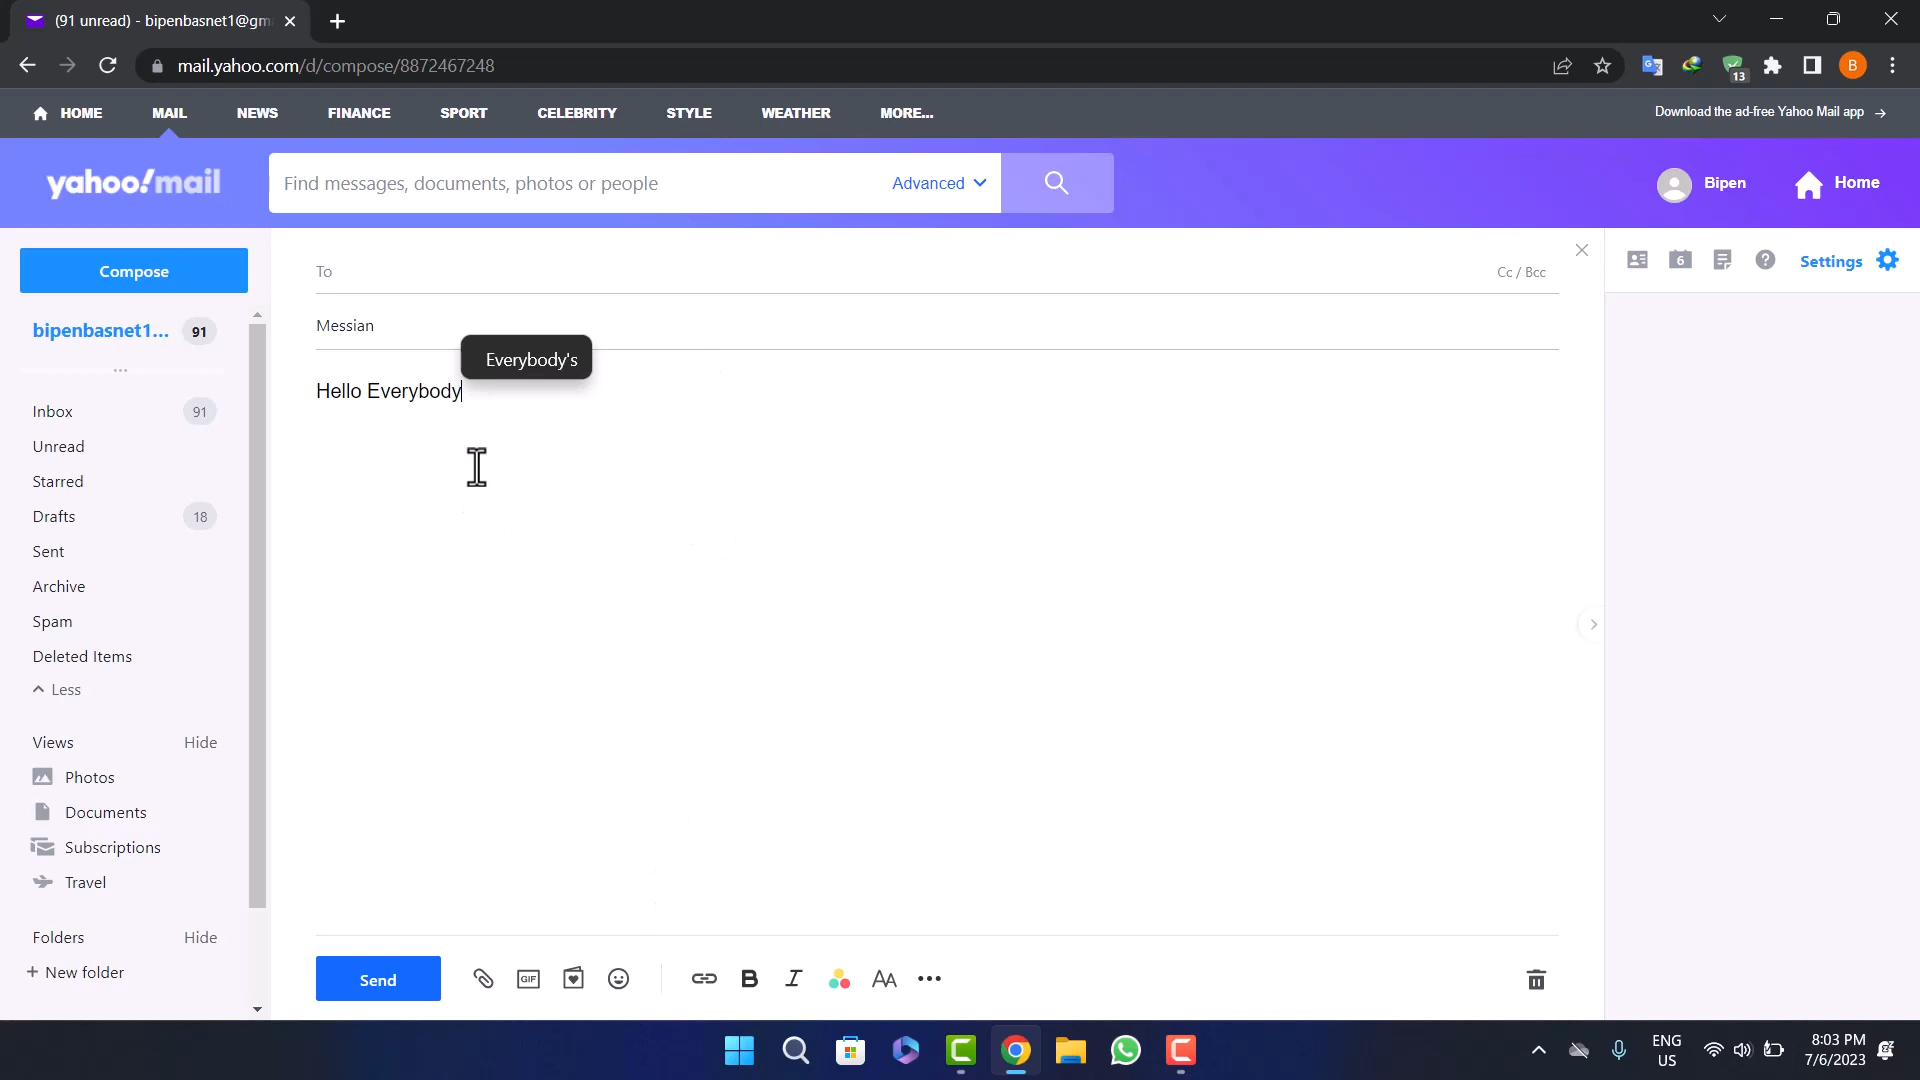 (91 unread) - bipenbasnet1@gm
mail.yahoo.com/d/compose/8872467248
13
B
HOME
MAIL
NEWS
FINANCE
SPORT
CELEBRITY
STYLE
WEATHER
MORE...
Download the ad-free Yahoo Mail app →
yahoo!mail
Find messages, documents, photos or people
Advanced
Bipen
Home
Compose
To
Cc / Bcc
6
Settings
bipenbasnet1... 91
Messian
Everybody's
Hello Everybody
Inbox 91
Unread
Starred
Drafts 18
Sent
Archive
Spam
Deleted Items
Less
Views Hide
Photos
Documents
Subscriptions
Travel
Folders Hide
+ New folder
Send
GIF
B
I
AA
ENG
US
8:03 PM
7/6/2023